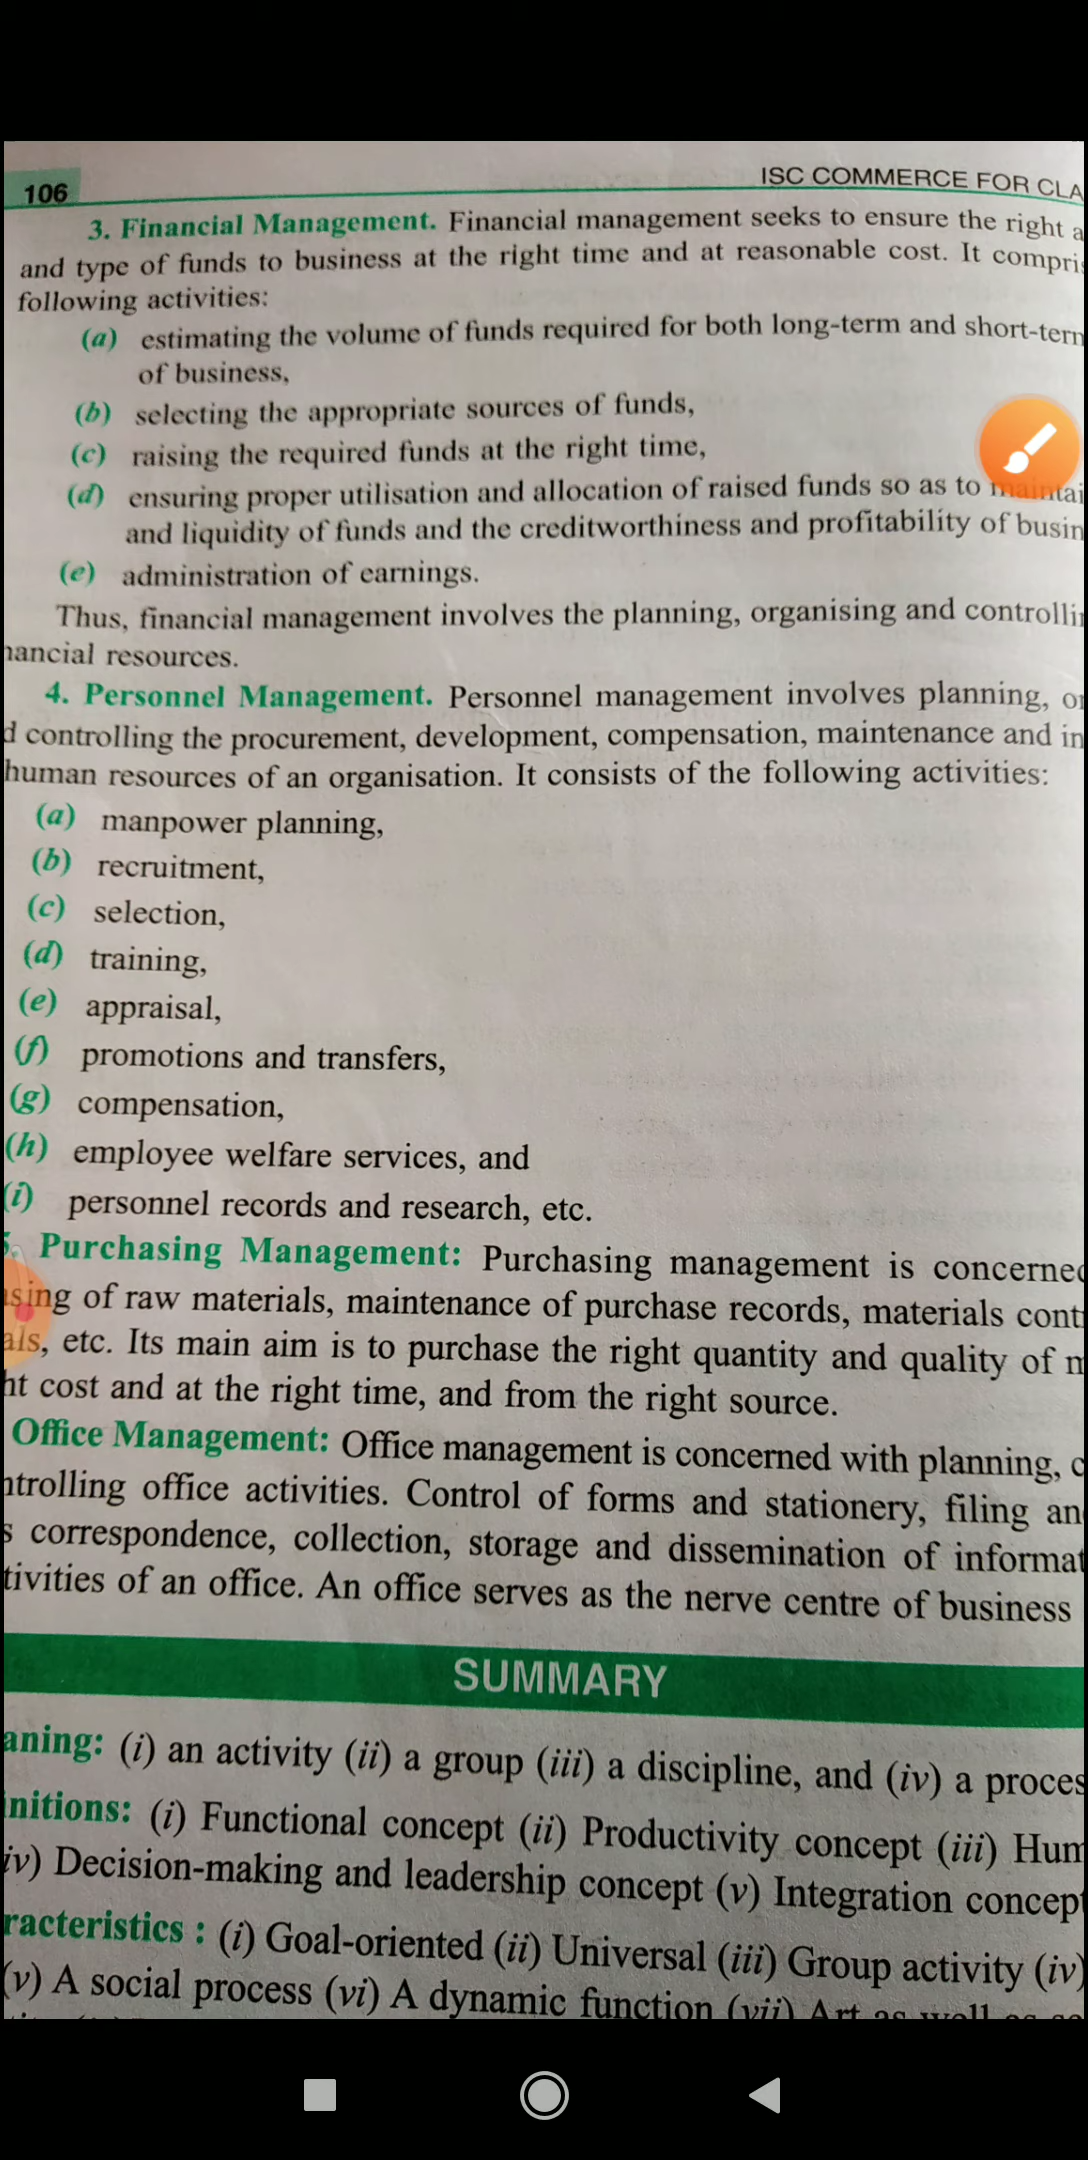 106
ISC COMMERCE FOR CLA
3. Financial Management. Financial management seeks to ensure the right a
and type of funds to business at the right time and at reasonable cost. It compris
following activities:
(a) estimating the volume of funds required for both long-term and short-term
of business,
(b) selecting the appropriate sources of funds,
(c) raising the required funds at the right time,
(d) ensuring proper utilisation and allocation of raised funds so as to maintai
and liquidity of funds and the creditworthiness and profitability of busin
(e) administration of earnings.
Thus, financial management involves the planning, organising and controllin
nancial resources.
4. Personnel Management. Personnel management involves planning, or
d controlling the procurement, development, compensation, maintenance and in
human resources of an organisation. It consists of the following activities:
(a) manpower planning,
(b) recruitment,
(c) selection,
(d) training,
(e) appraisal,
(f) promotions and transfers,
(g) compensation,
(h) employee welfare services, and
(i) personnel records and research, etc.
5. Purchasing Management: Purchasing management is concerned
sing of raw materials, maintenance of purchase records, materials cont
als, etc. Its main aim is to purchase the right quantity and quality of m
ht cost and at the right time, and from the right source.
Office Management: Office management is concerned with planning, o
ntrolling office activities. Control of forms and stationery, filing an
s correspondence, collection, storage and dissemination of informat
tivities of an office. An office serves as the nerve centre of business
SUMMARY
aning: (i) an activity (ii) a group (iii) a discipline, and (iv) a proces
initions: (i) Functional concept (ii) Productivity concept (iii) Hum
iv) Decision-making and leadership concept (v) Integration concept
racteristics : (i) Goal-oriented (ii) Universal (iii) Group activity (iv)
(v) A social process (vi) A dynamic function (vii) Art as well as